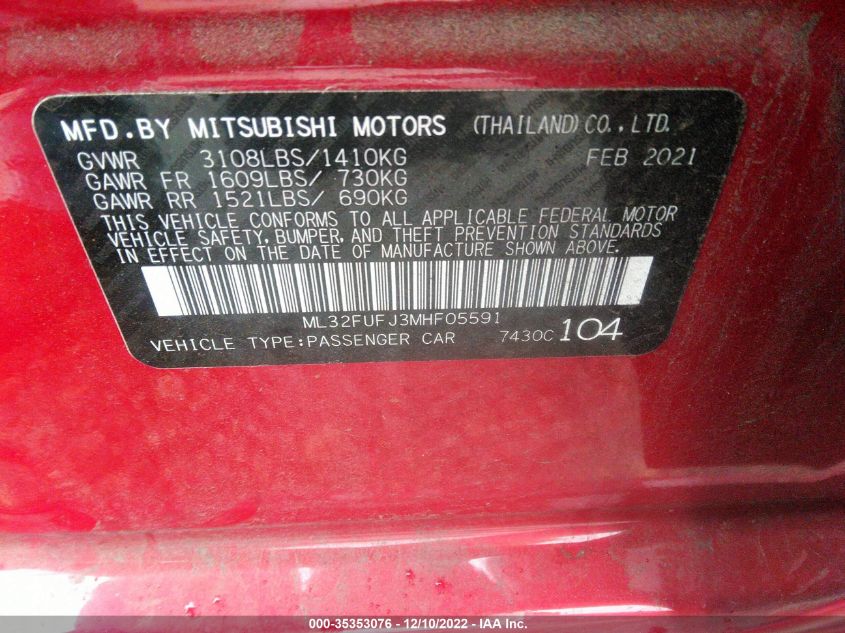 MFD.BY MITSUBISHI MOTORS (THAILAND)CO.,LTD.
GVWR 3108LBS/1410KG FEB 2021
GAWR FR 1609LBS/ 730KG
GAWR RR 1521LBS/ 690KG
THIS VEHICLE CONFORMS TO ALL APPLICABLE FEDERAL MOTOR
VEHICLE SAFETY, BUMPER, AND THEFT PREVENTION STANDARDS
IN EFFECT ON THE DATE OF MANUFACTURE SHOWN ABOVE.
ML32FUFJ3MHF05591
VEHICLE TYPE:PASSENGER CAR 7430C 104
000-35353076 - 12/10/2022 - IAA Inc.